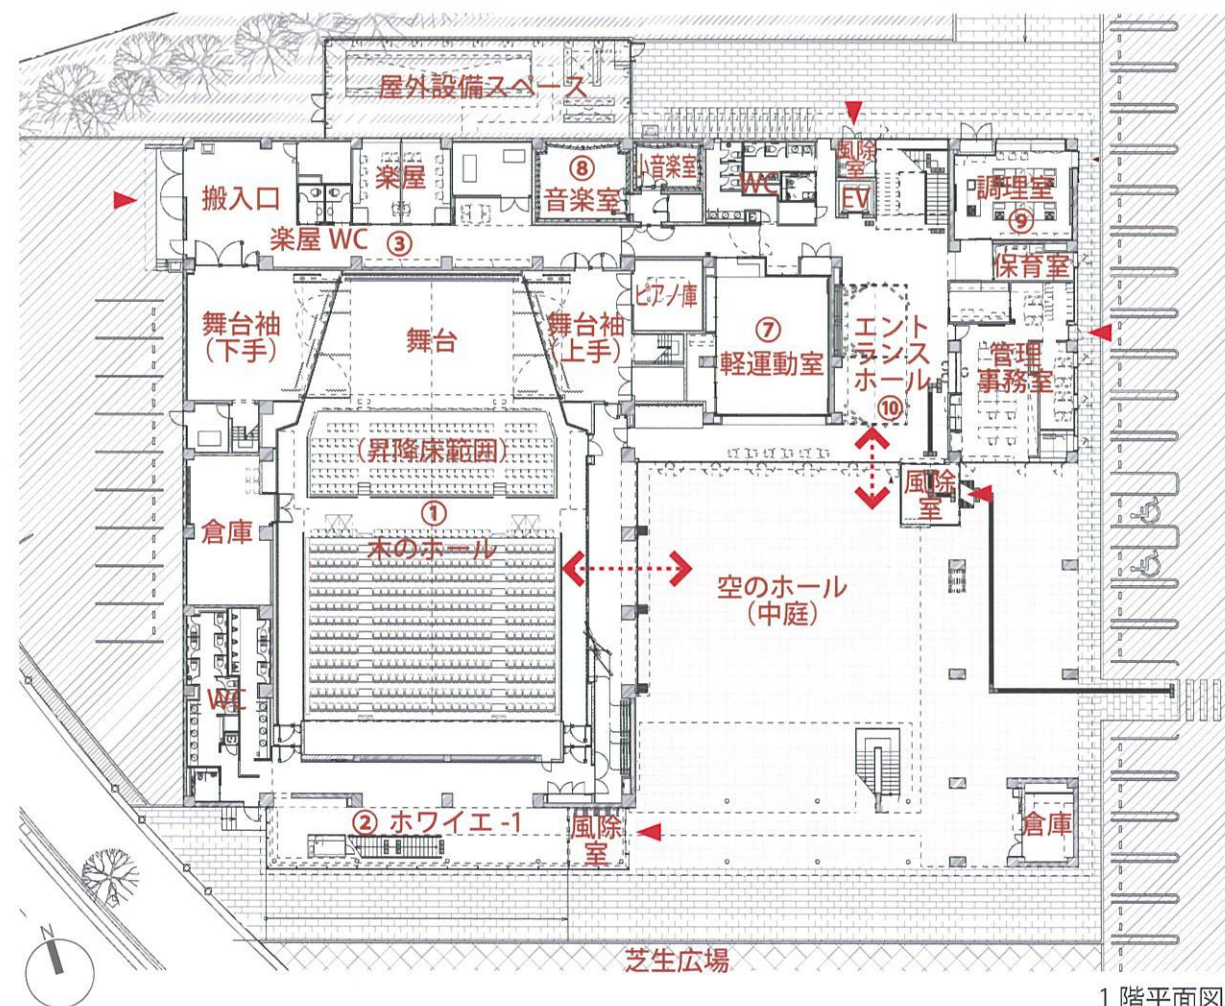 屋外設備スペース
搬入口
楽屋
⑧
音楽室
小音楽室
WC
風除
室
EV
調理室
⑨
楽屋 WC
③
保育室
舞台袖
(下手)
舞台
舞台袖
(上手)
ピアノ庫
⑦
軽運動室
エント
ランス
ホール
⑩
管理
事務室
(昇降床範囲)
①
木のホール
倉庫
風除
室
空のホール
(中庭)
WC
② ホワイエ -1
風除
室
倉庫
N
芝生広場
1 階平面図